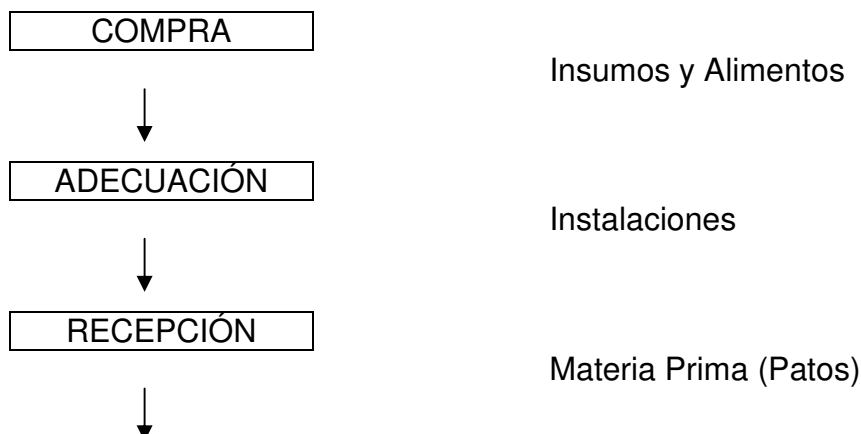 COMPRA
Insumos y Alimentos
ADECUACIÓN
Instalaciones
RECEPCIÓN
Materia Prima (Patos)